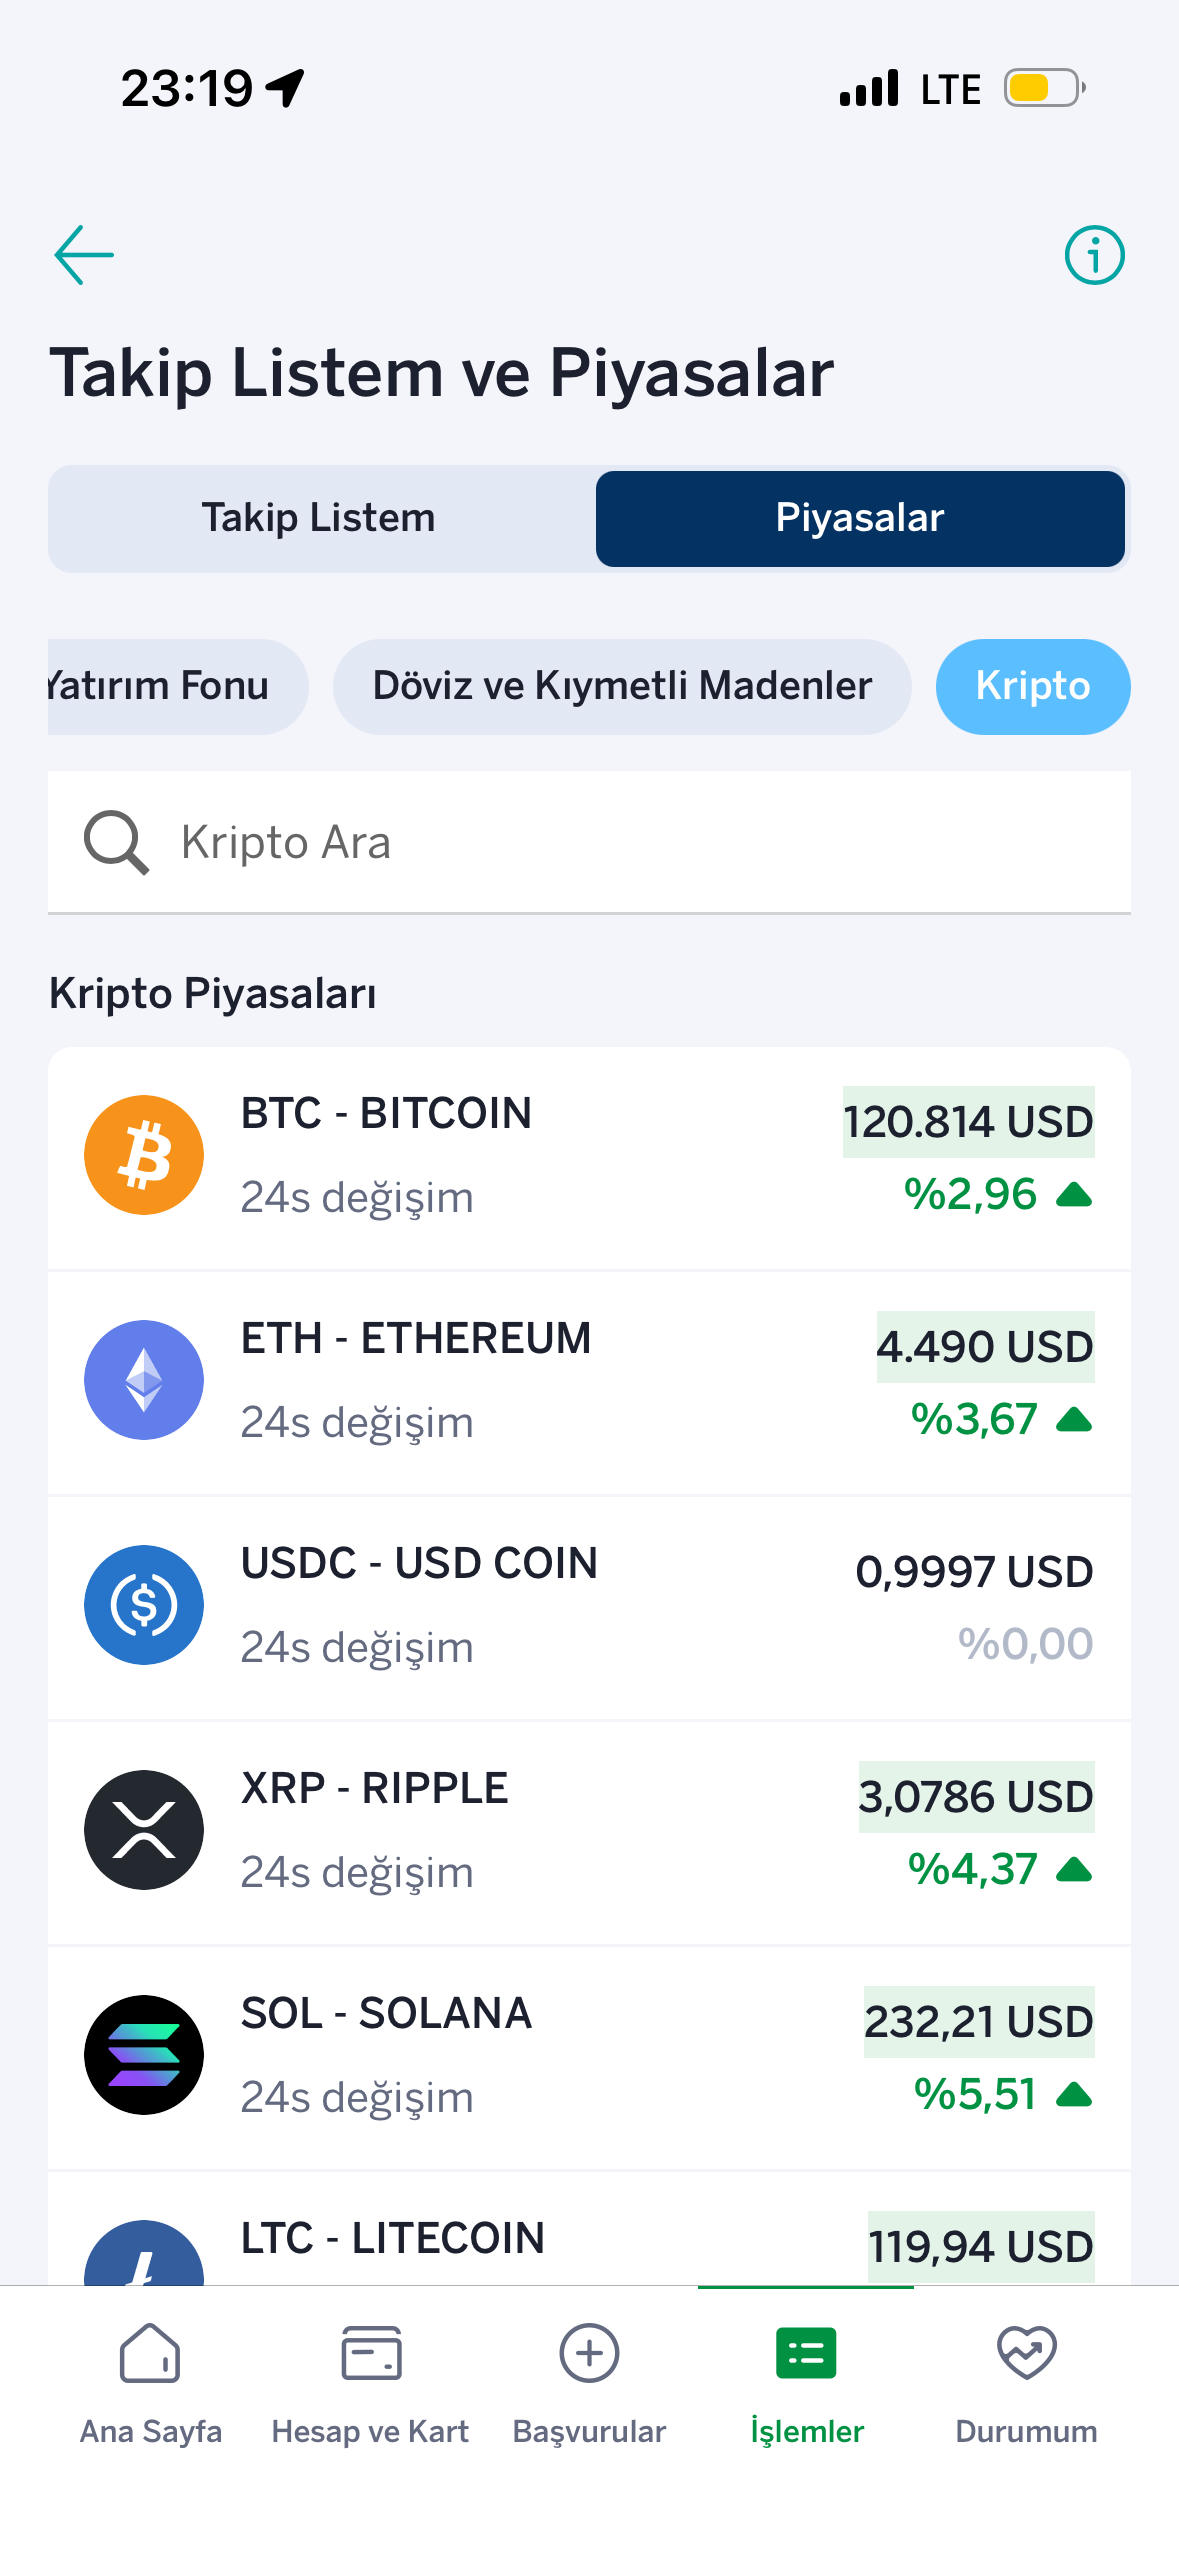 23:19
LTE
Takip Listem ve Piyasalar
Takip Listem
Piyasalar
Yatırım Fonu
Döviz ve Kıymetli Madenler
Kripto
Kripto Ara
Kripto Piyasaları
BTC - BITCOIN
120.814 USD
24s değişim
%2,96
ETH - ETHEREUM
4.490 USD
24s değişim
%3,67
USDC - USD COIN
0,9997 USD
24s değişim
%0,00
XRP - RIPPLE
3,0786 USD
24s değişim
%4,37
SOL - SOLANA
232,21 USD
24s değişim
%5,51
LTC - LITECOIN
119,94 USD
Ana Sayfa
Hesap ve Kart
Başvurular
İşlemler
Durumum